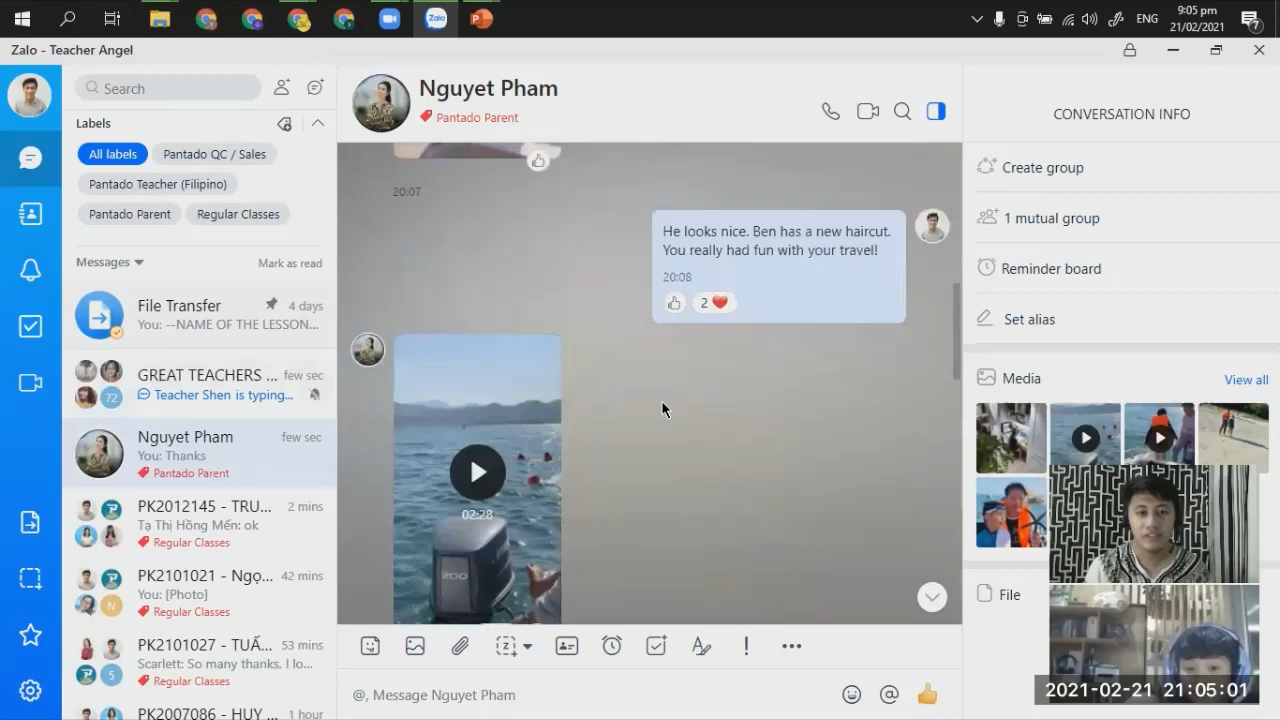 9:05 pm
ENG
21/02/2021
7
Zalo - Teacher Angel
Search
Labels
All labels
Pantado QC / Sales
Pantado Teacher (Filipino)
Pantado Parent
Regular Classes
Messages
Mark as read
File Transfer
4 days
You: --NAME OF THE LESSON...
GREAT TEACHERS ...
few sec
72
Teacher Shen is typing...
Nguyet Pham
few sec
You: Thanks
Pantado Parent
PK2012145 - TRU...
2 mins
Tạ Thị Hồng Mến: ok
Regular Classes
PK2101021 - Ngọ...
42 mins
You: [Photo]
N
Regular Classes
PK2101027 - TUẤ...
53 mins
Scarlett: So many thanks, I lo...
5
Regular Classes
PK2007086 - HUY ...
1 hour
Nguyet Pham
Pantado Parent
20:07
He looks nice. Ben has a new haircut.
You really had fun with your travel!
20:08
2
02:28
200
@, Message Nguyet Pham
CONVERSATION INFO
Create group
1 mutual group
Reminder board
Set alias
Media
View all
File
2021-02-21 21:05:01